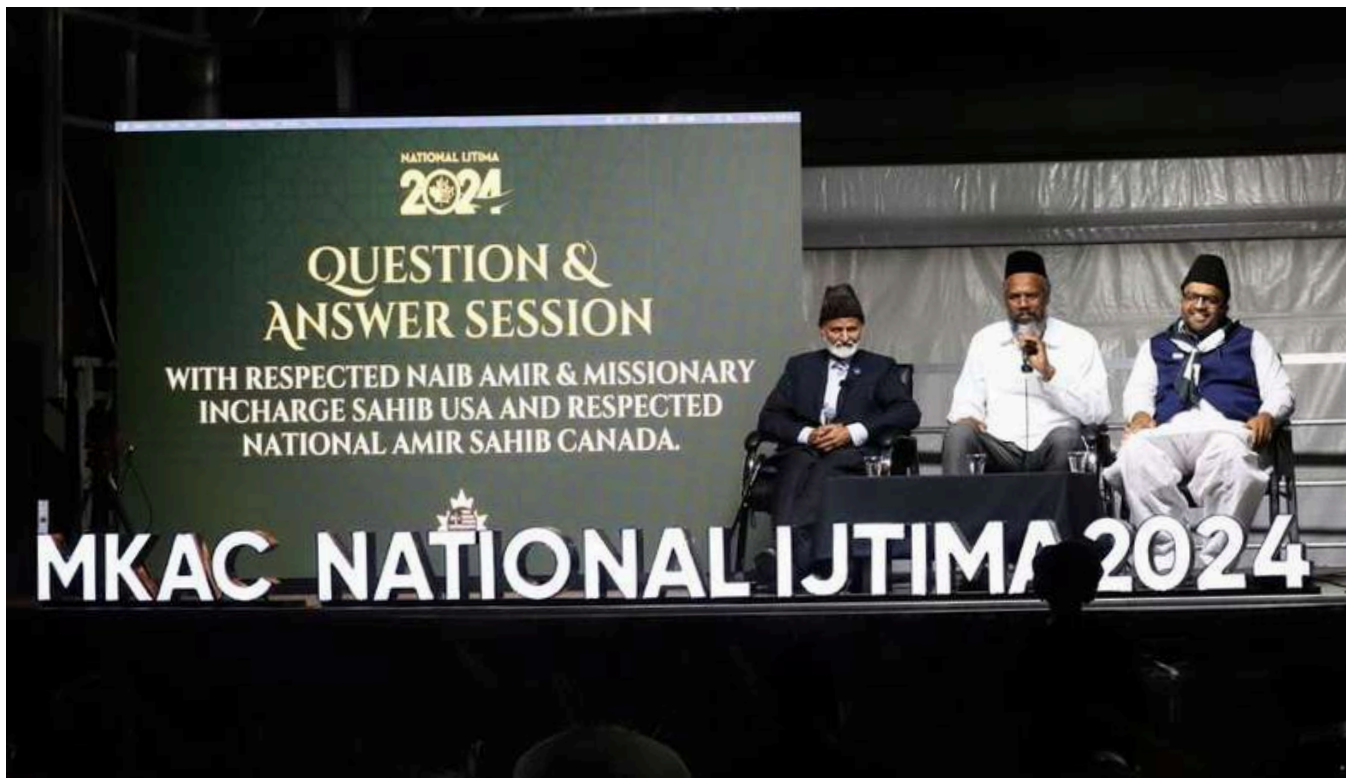 NATIONAL IJTIMA
2024
QUESTION &
ANSWER SESSION
WITH RESPECTED NAIB AMIR & MISSIONARY
INCHARGE SAHIB USA AND RESPECTED
NATIONAL AMIR SAHIB CANADA.
MKAC NATIONAL IJTIMA 2024